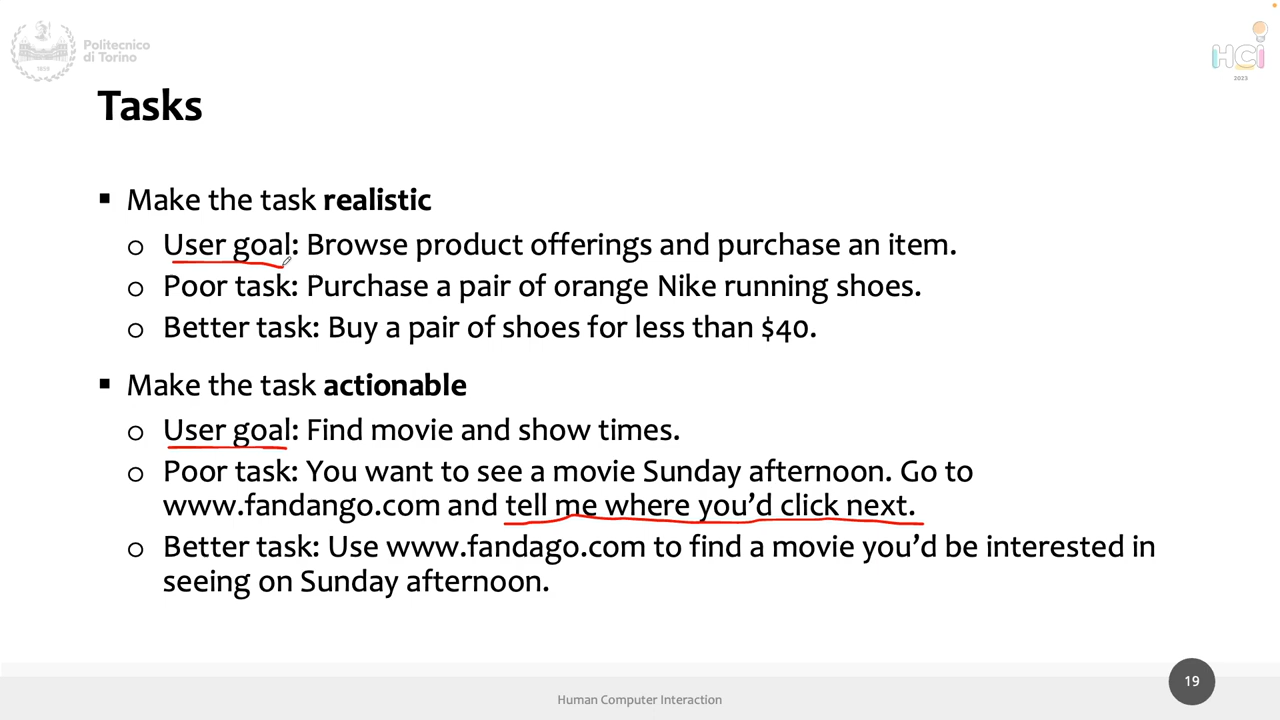 Politecnico
di Torino
1859
HCI
2023
Tasks
▪ Make the task realistic
o User goal: Browse product offerings and purchase an item.
o Poor task: Purchase a pair of orange Nike running shoes.
o Better task: Buy a pair of shoes for less than $40.
▪ Make the task actionable
o User goal: Find movie and show times.
o Poor task: You want to see a movie Sunday afternoon. Go to
www.fandango.com and tell me where you’d click next.
o Better task: Use www.fandago.com to find a movie you’d be interested in
seeing on Sunday afternoon.
Human Computer Interaction
19